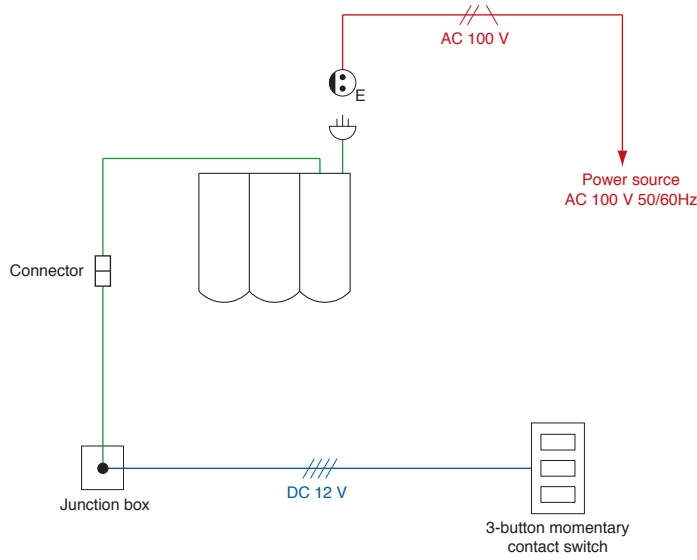 AC 100 V
E
Power source
AC 100 V 50/60Hz
Connector
Junction box
DC 12 V
3-button momentary
contact switch